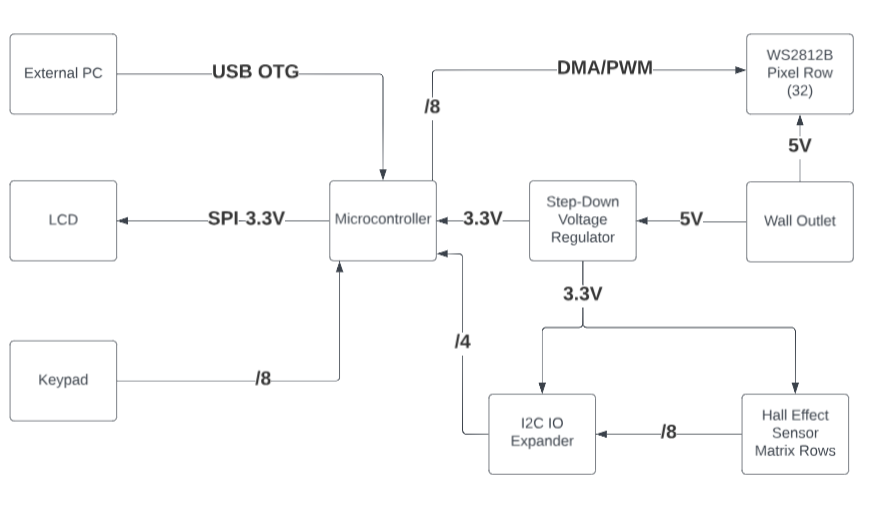 External PC
USB OTG
DMA/PWM
WS2812B
Pixel Row
(32)
/8
5V
LCD
SPI-3.3V
Microcontroller
3.3V
Step-Down
Voltage
Regulator
5V
Wall Outlet
3.3V
/4
Keypad
/8
I2C IO
Expander
/8
Hall Effect
Sensor
Matrix Rows